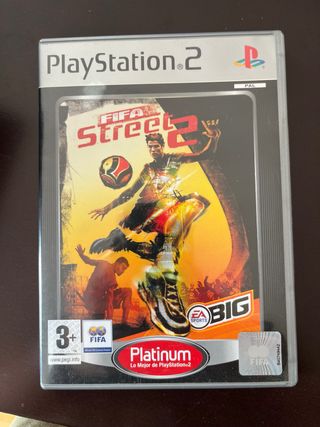 PlayStation®2
PAL
FIFA
Street 2
EA
SPORTS
BIG
3+
www.pegi.info
FIFA
Platinum
Lo Mejor de PlayStation®2
FIFA